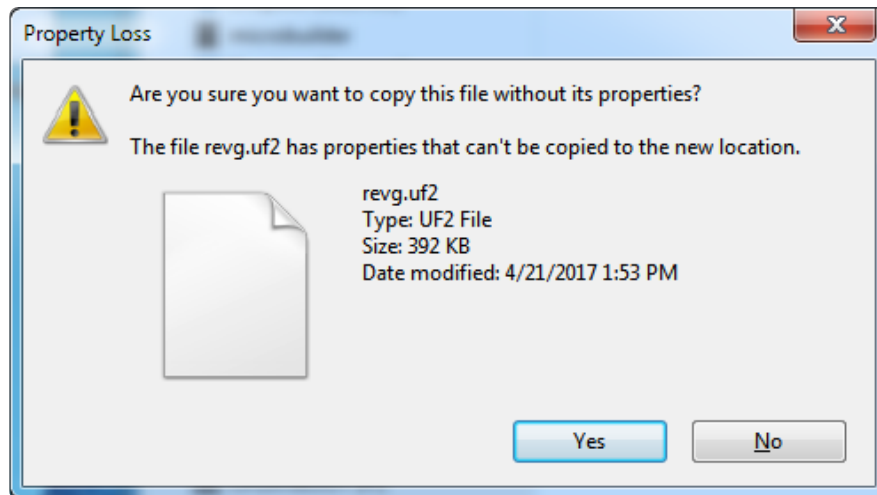 Property Loss
Are you sure you want to copy this file without its properties?
The file revg.uf2 has properties that can't be copied to the new location.
revg.uf2
Type: UF2 File
Size: 392 KB
Date modified: 4/21/2017 1:53 PM
Yes
No